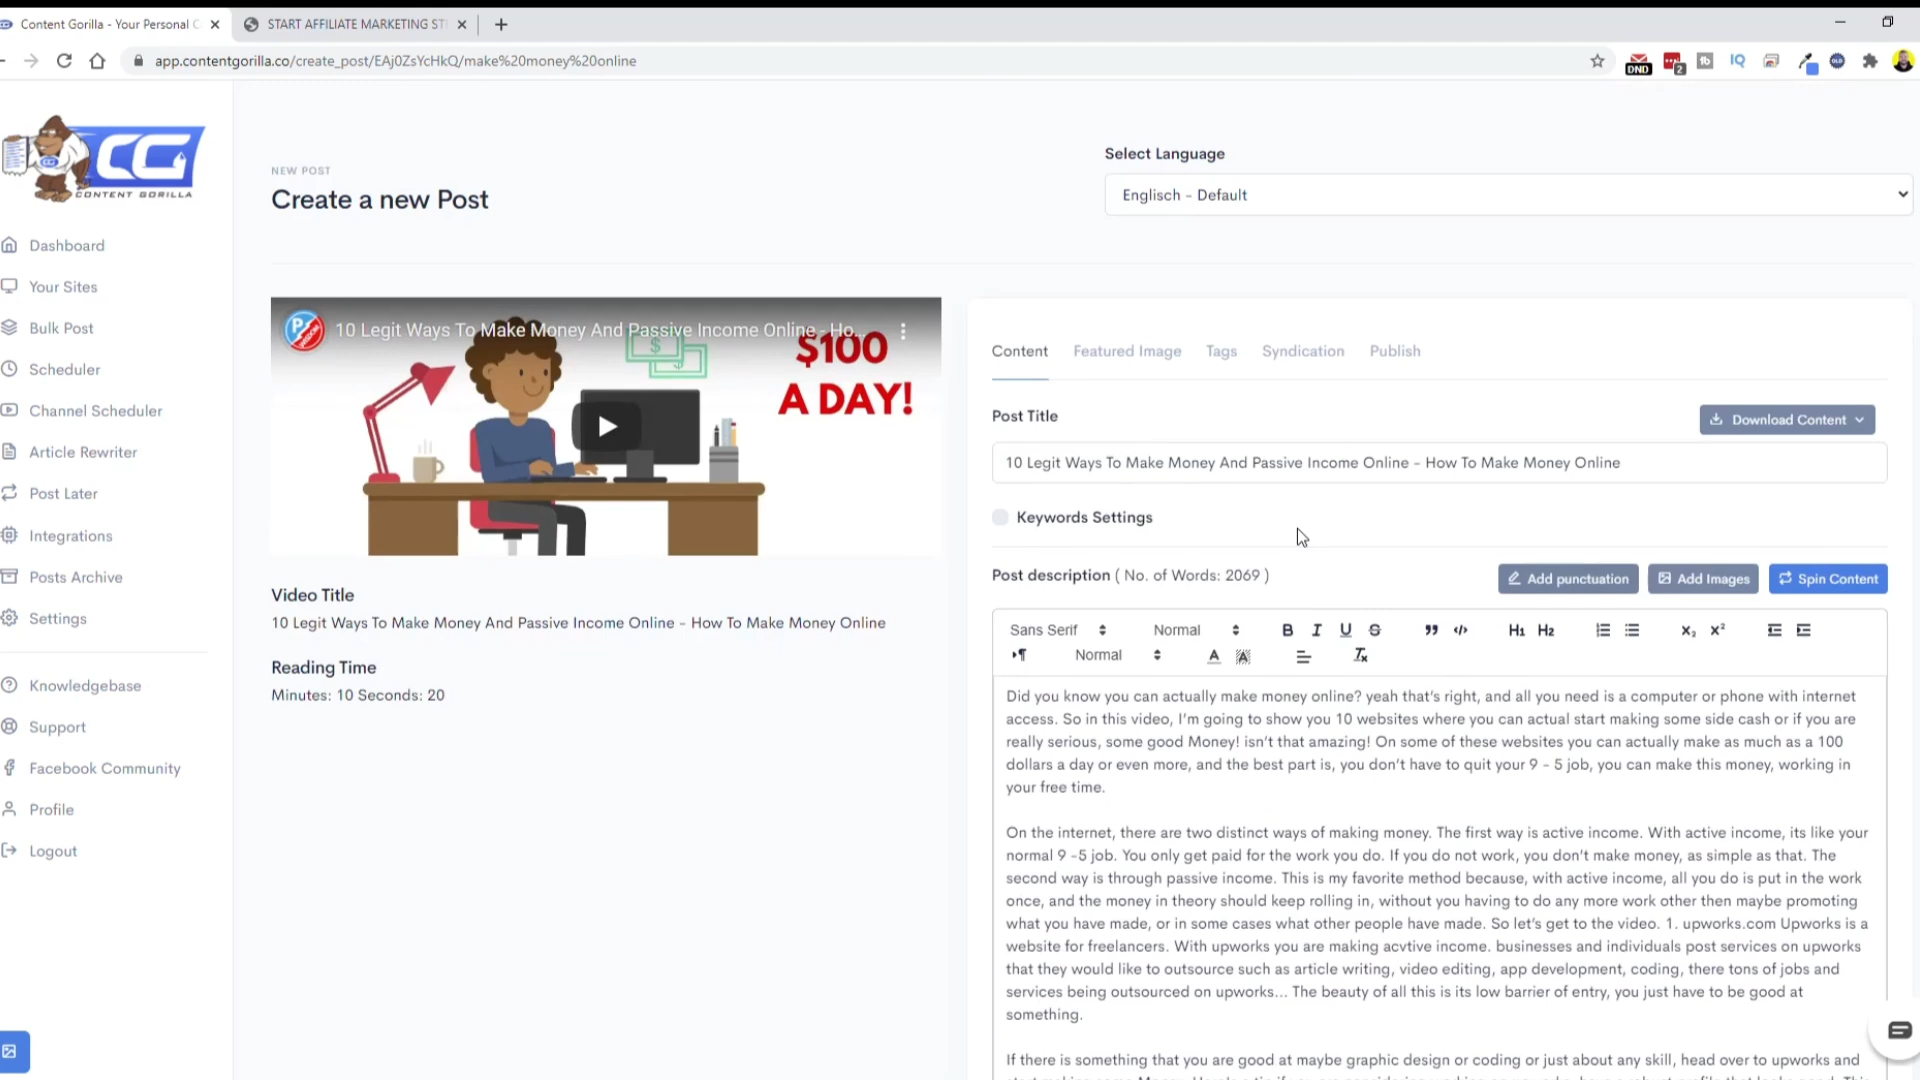 Content Gorilla - Your Personal C
START AFFILIATE MARKETING ST
app.contentgorilla.co/create_post/EAj0ZsYcHkQ/make%20money%20online
DND
2
IQ
CG
CONTENT GORILLA
Dashboard
Your Sites
Bulk Post
Scheduler
Channel Scheduler
Article Rewriter
Post Later
Integrations
Posts Archive
Settings
Knowledgebase
Support
Facebook Community
Profile
Logout
NEW POST
Create a new Post
Select Language
Englisch - Default
10 Legit Ways To Make Money And Passive Income Online - Ho...
$100
A DAY!
Video Title
10 Legit Ways To Make Money And Passive Income Online - How To Make Money Online
Reading Time
Minutes: 10 Seconds: 20
Content Featured Image Tags Syndication Publish
Post Title
Download Content
10 Legit Ways To Make Money And Passive Income Online - How To Make Money Online
Keywords Settings
Post description ( No. of Words: 2069 )
Add punctuation Add Images Spin Content
Sans Serif Normal B I U S H1 H2 X2 X2
Normal A A Tx
Did you know you can actually make money online? yeah that's right, and all you need is a computer or phone with internet
access. So in this video, I'm going to show you 10 websites where you can actual start making some side cash or if you are
really serious, some good Money! isn't that amazing! On some of these websites you can actually make as much as a 100
dollars a day or even more, and the best part is, you don't have to quit your 9 - 5 job, you can make this money, working in
your free time.
On the internet, there are two distinct ways of making money. The first way is active income. With active income, its like your
normal 9 -5 job. You only get paid for the work you do. If you do not work, you don't make money, as simple as that. The
second way is through passive income. This is my favorite method because, with active income, all you do is put in the work
once, and the money in theory should keep rolling in, without you having to do any more work other then maybe promoting
what you have made, or in some cases what other people have made. So let's get to the video. 1. upworks.com Upworks is a
website for freelancers. With upworks you are making acvtive income. businesses and individuals post services on upworks
that they would like to outsource such as article writing, video editing, app development, coding, there tons of jobs and
services being outsourced on upworks... The beauty of all this is its low barrier of entry, you just have to be good at
something.
If there is something that you are good at maybe graphic design or coding or just about any skill, head over to upworks and